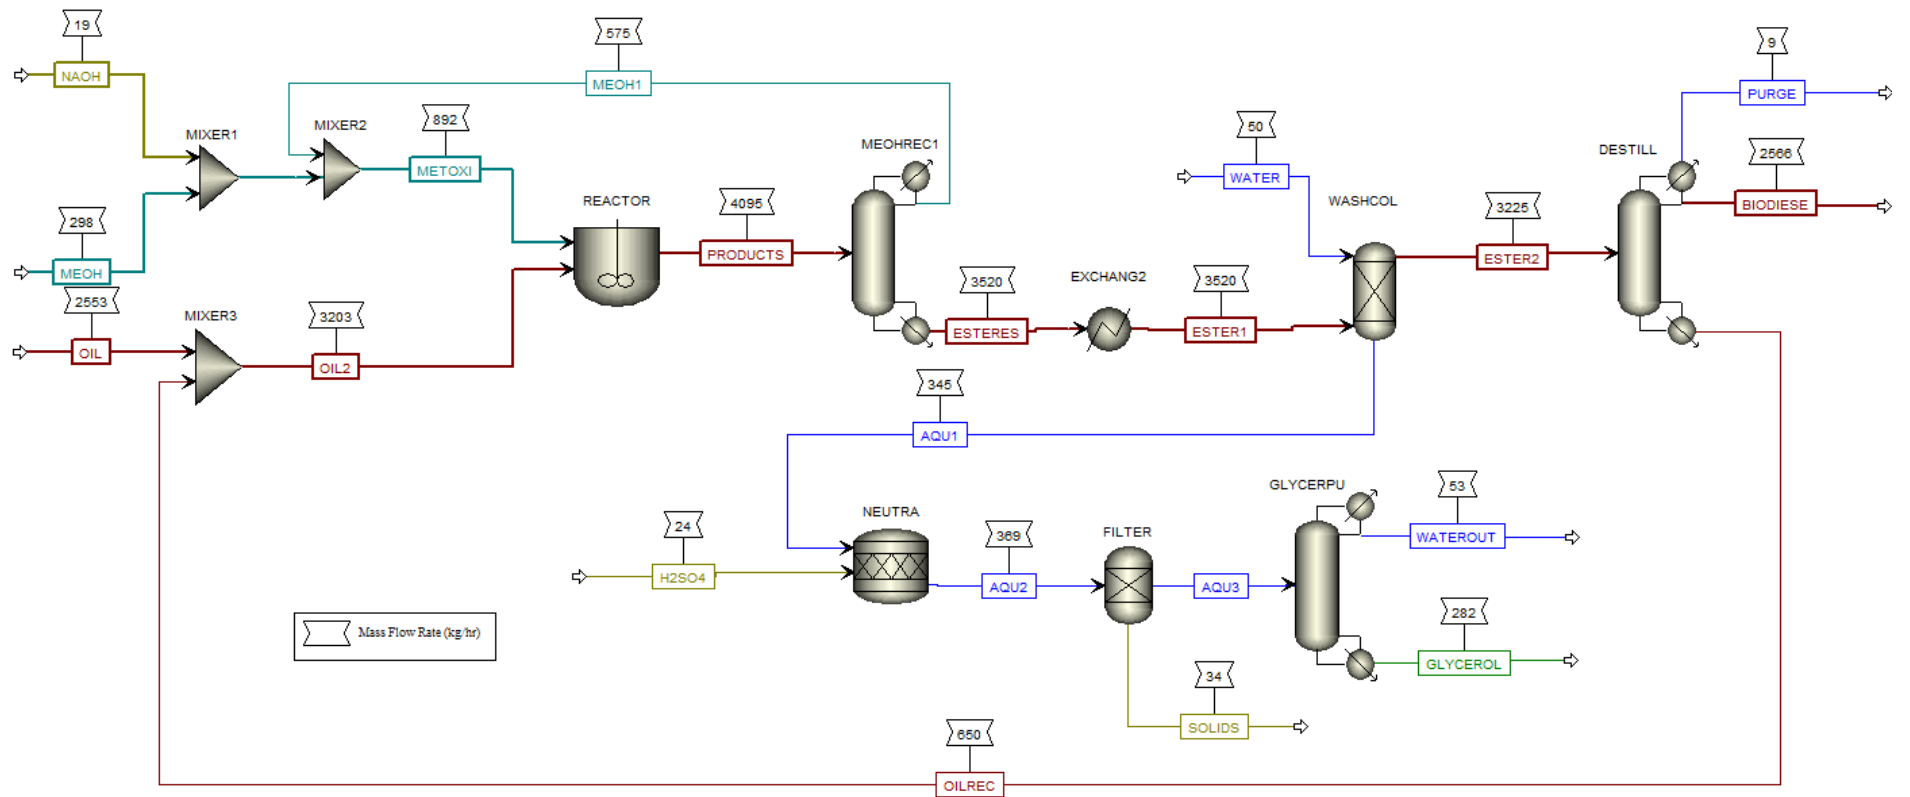 19
NAOH
575
MEOH1
9
PURGE
MIXER1
MIXER2
892
METOXI
MEOHREC1
50
WATER
DESTILL
2566
BIODIESE
298
MEOH
REACTOR
4095
PRODUCTS
WASHCOL
3225
ESTER2
2553
OIL
MIXER3
3203
OIL2
3520
ESTERES
EXCHANG2
3520
ESTER1
345
AQU1
NEUTRA
24
H2SO4
369
AQU2
FILTER
AQU3
GLYCERPU
53
WATEROUT
282
GLYCEROL
Mass Flow Rate (kg/hr)
34
SOLIDS
650
OILREC